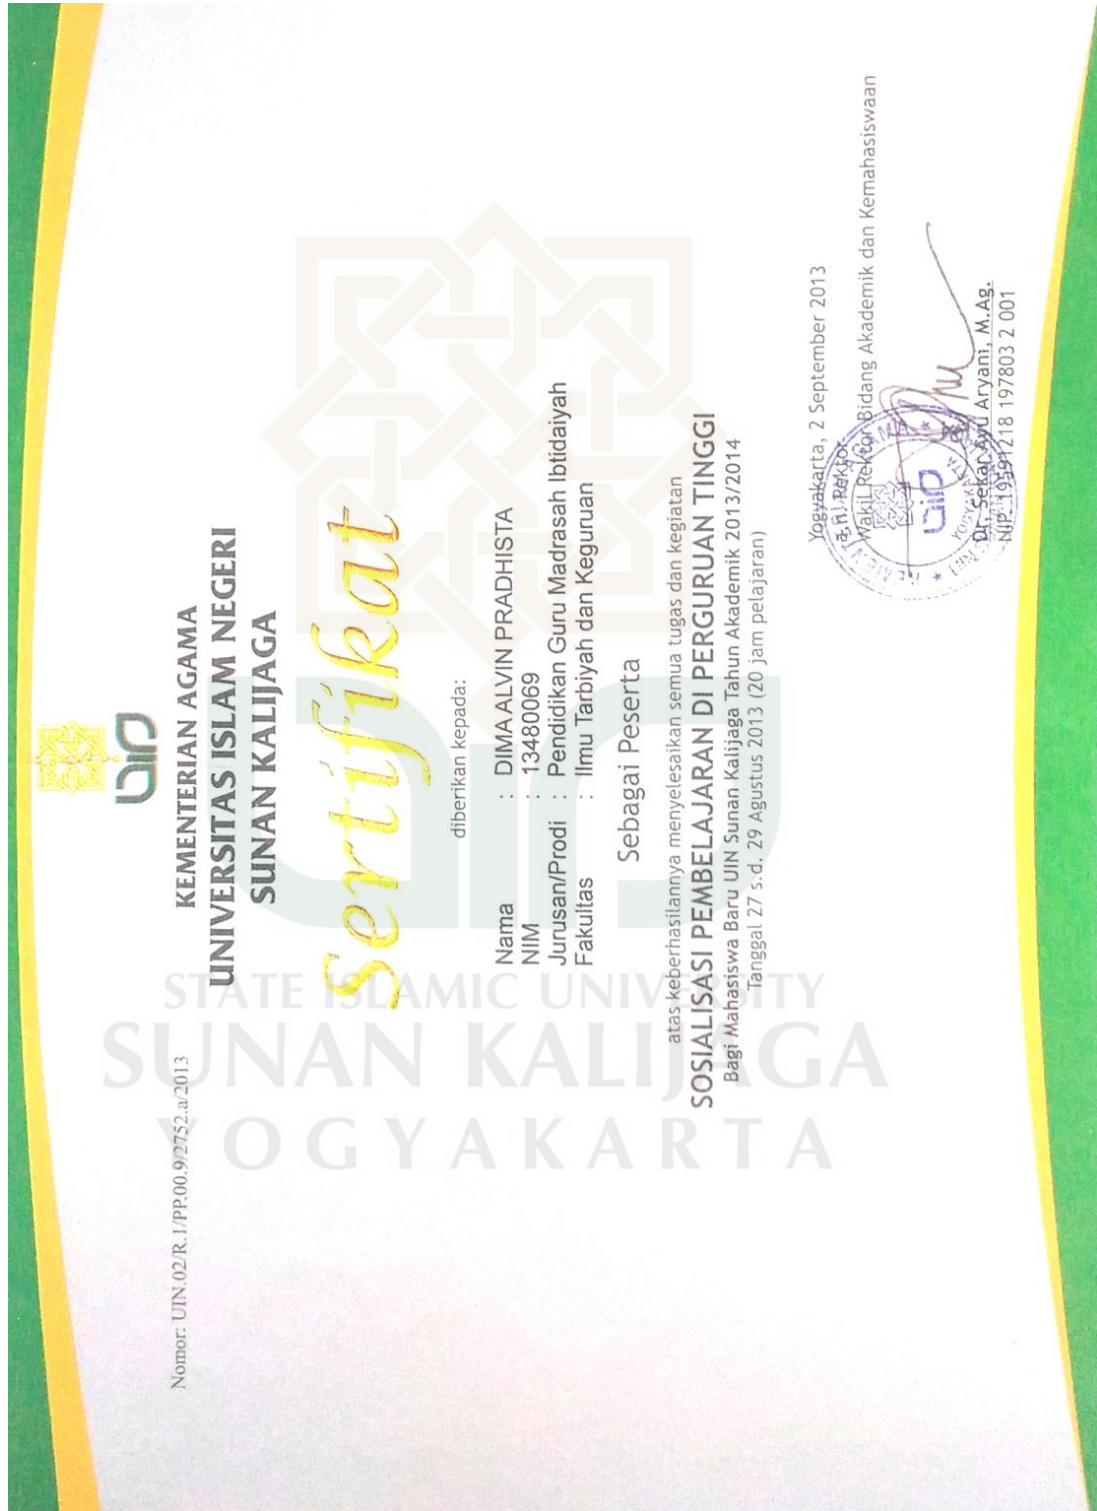 Nomor: UIN.02/R.1/PP.00.9/2752.a/2013
UIN
KEMENTERIAN AGAMA
UNIVERSITAS ISLAM NEGERI
SUNAN KALIJAGA
Sertifikat
diberikan kepada:
Nama : DIMA ALVIN PRADHISTA
NIM : 13480069
Jurusan/Prodi : Pendidikan Guru Madrasah Ibtidaiyah
Fakultas : Ilmu Tarbiyah dan Keguruan
Sebagai Peserta
atas keberhasilannya menyelesaikan semua tugas dan kegiatan
SOSIALISASI PEMBELAJARAN DI PERGURUAN TINGGI
Bagi Mahasiswa Baru UIN Sunan Kalijaga Tahun Akademik 2013/2014
Tanggal 27 s.d. 29 Agustus 2013 (20 jam pelajaran)
Yogyakarta, 2 September 2013
a.n. Rektor
Wakil Rektor Bidang Akademik dan Kemahasiswaan
UIN
YOGYAKARTA
Dr. Sekar Ayu Aryani, M.Ag.
NIP. 19591218 197803 2 001
STATE ISLAMIC UNIVERSITY
SUNAN KALIJAGA
YOGYAKARTA